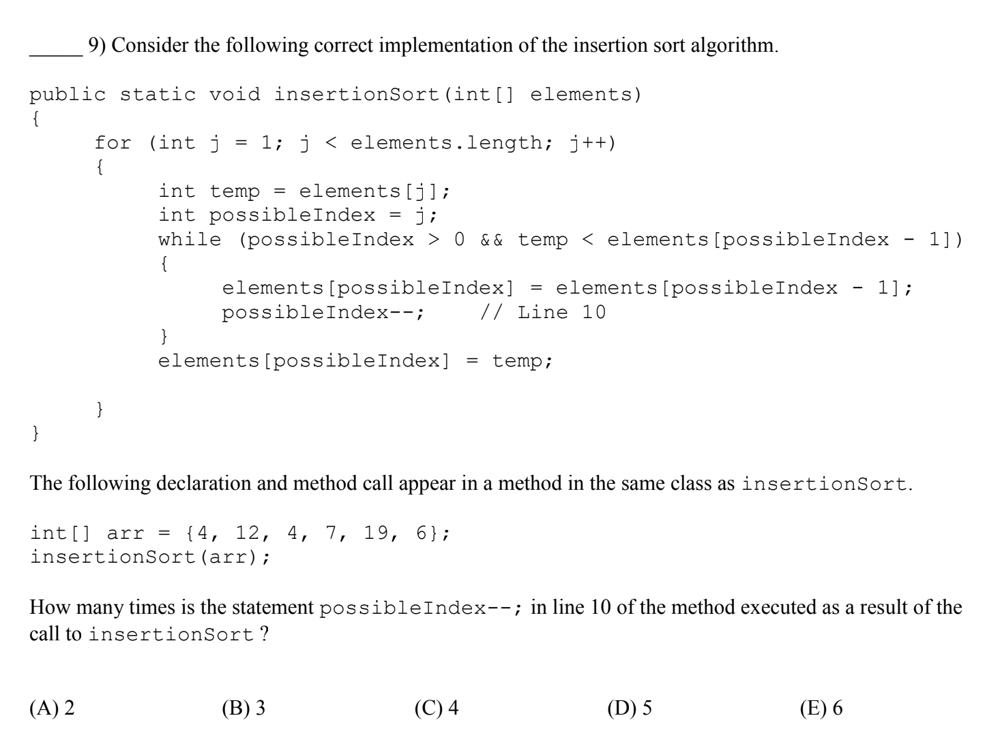 _____ 9) Consider the following correct implementation of the insertion sort algorithm.
public static void insertionSort(int[] elements)
{
     for (int j = 1; j < elements.length; j++)
     {
          int temp = elements[j];
          int possibleIndex = j;
          while (possibleIndex > 0 && temp < elements[possibleIndex - 1])
          {
               elements[possibleIndex] = elements[possibleIndex - 1];
               possibleIndex--;    // Line 10
          }
          elements[possibleIndex] = temp;
     }
}
The following declaration and method call appear in a method in the same class as insertionSort.
int[] arr = {4, 12, 4, 7, 19, 6};
insertionSort(arr);
How many times is the statement possibleIndex--; in line 10 of the method executed as a result of the
call to insertionSort ?
(A) 2 (B) 3 (C) 4 (D) 5 (E) 6